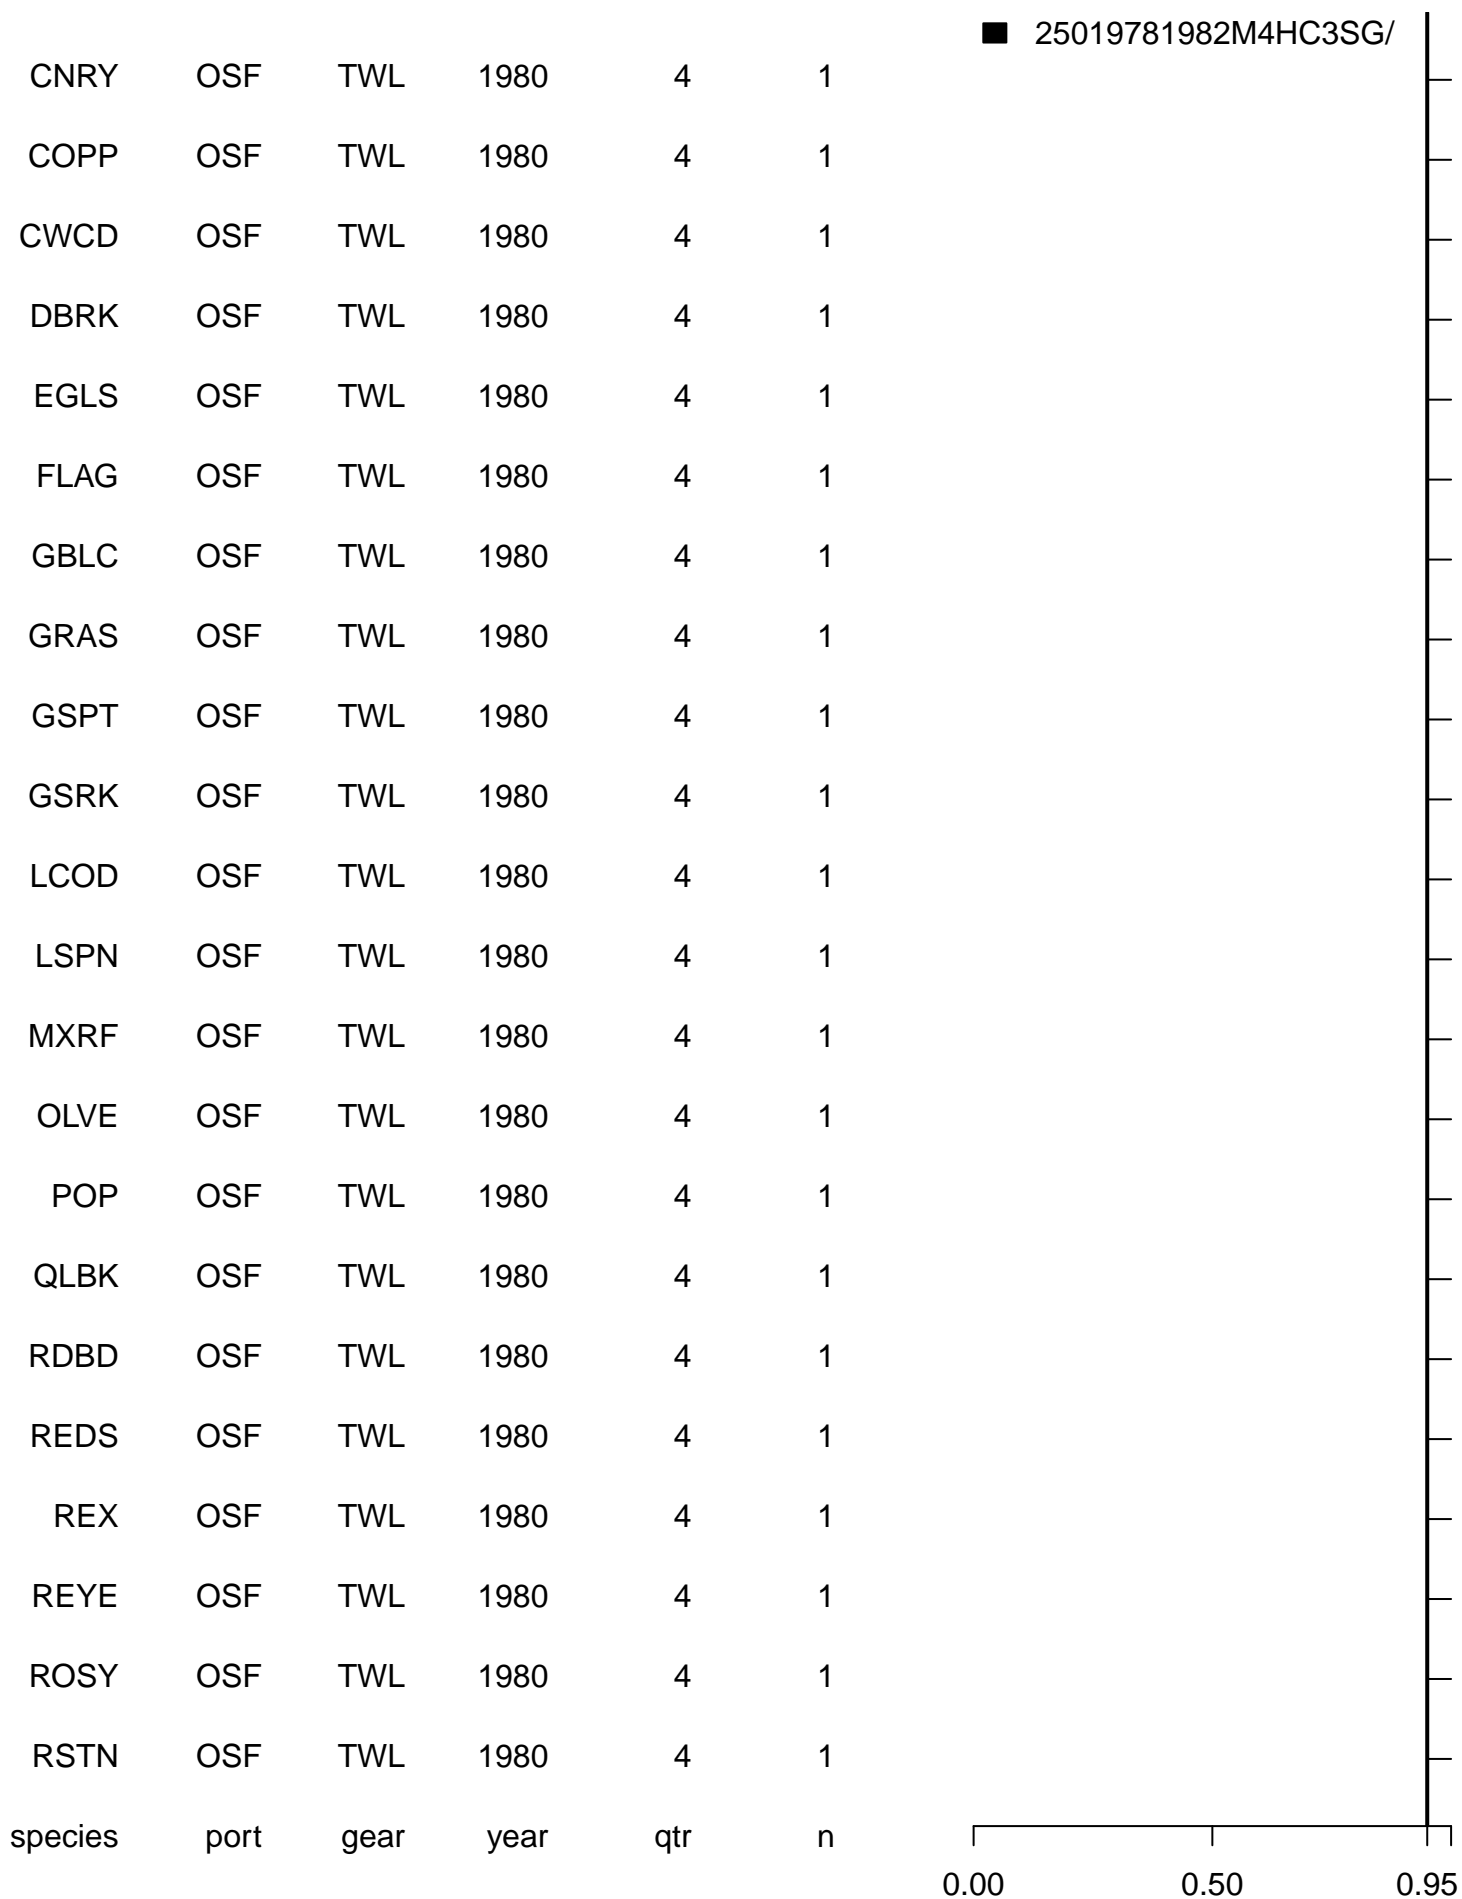 25019781982M4HC3SG/
CNRY OSF TWL 1980 4 1
COPP OSF TWL 1980 4 1
CWCD OSF TWL 1980 4 1
DBRK OSF TWL 1980 4 1
EGLS OSF TWL 1980 4 1
FLAG OSF TWL 1980 4 1
GBLC OSF TWL 1980 4 1
GRAS OSF TWL 1980 4 1
GSPT OSF TWL 1980 4 1
GSRK OSF TWL 1980 4 1
LCOD OSF TWL 1980 4 1
LSPN OSF TWL 1980 4 1
MXRF OSF TWL 1980 4 1
OLVE OSF TWL 1980 4 1
POP OSF TWL 1980 4 1
QLBK OSF TWL 1980 4 1
RDBD OSF TWL 1980 4 1
REDS OSF TWL 1980 4 1
REX OSF TWL 1980 4 1
REYE OSF TWL 1980 4 1
ROSY OSF TWL 1980 4 1
RSTN OSF TWL 1980 4 1
species port gear year qtr n
0.00 0.50 0.95